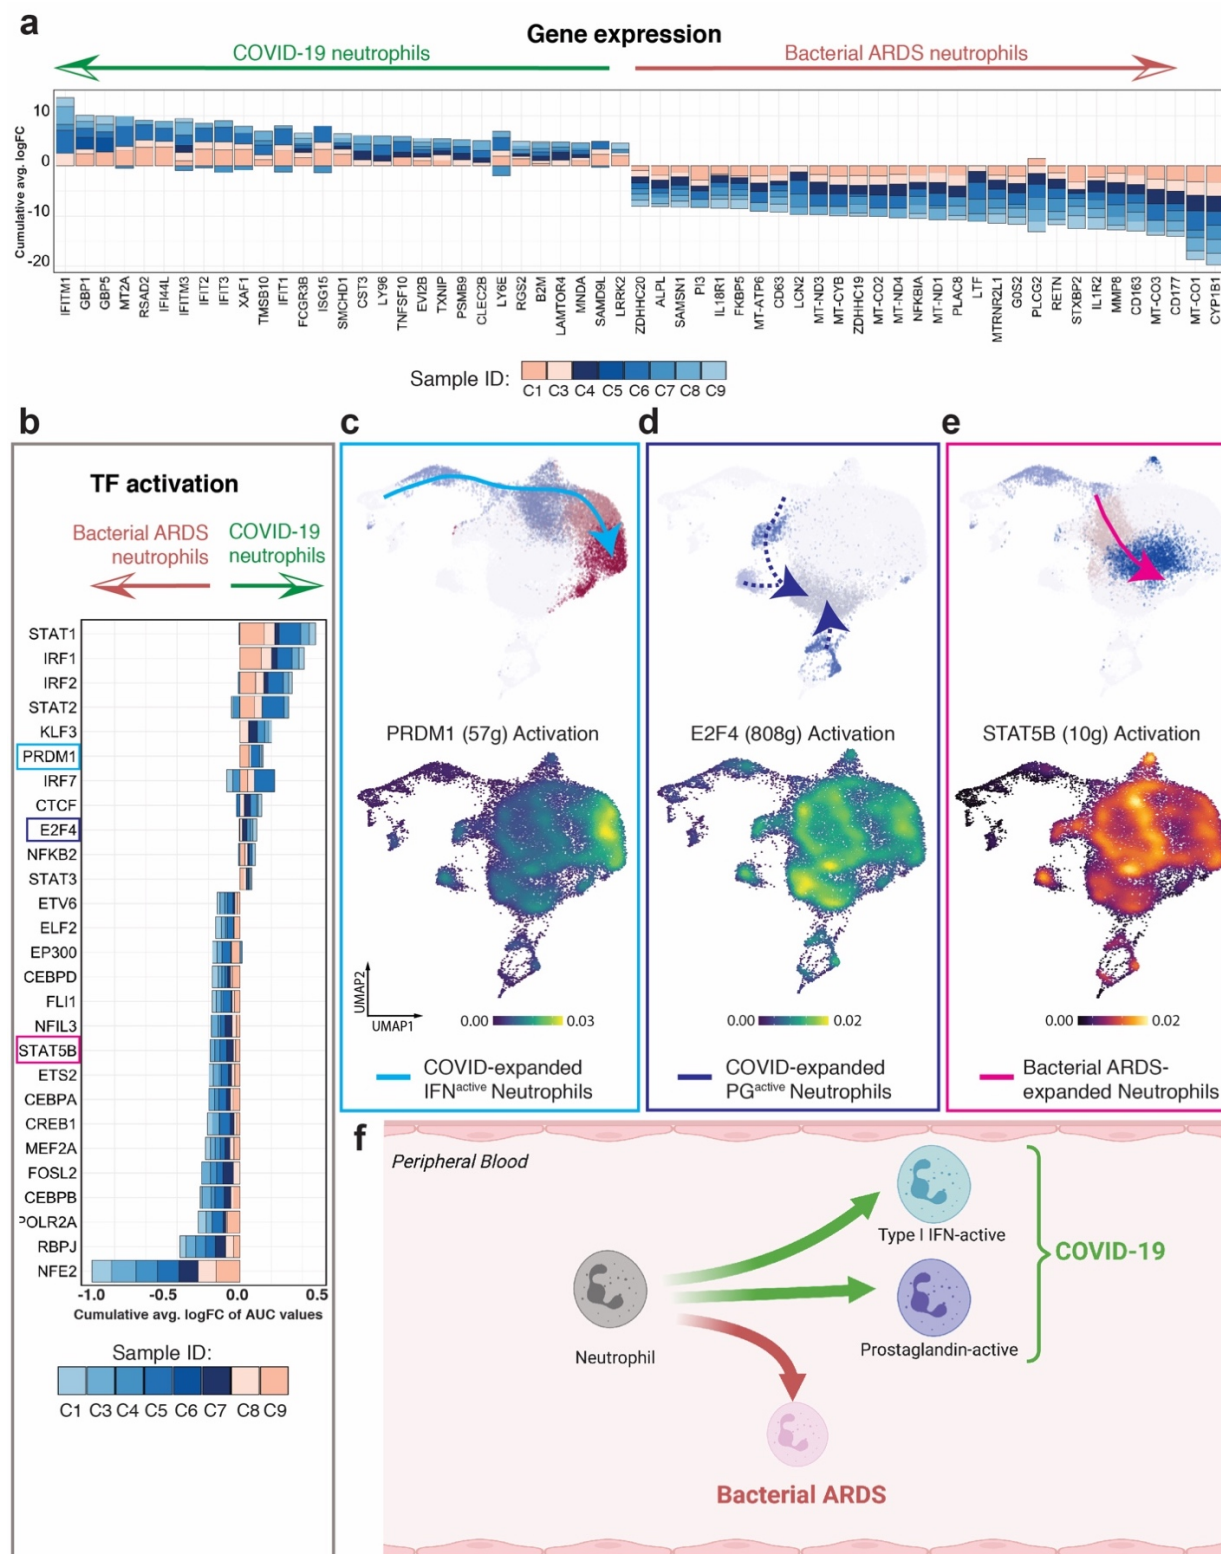 a
Gene expression
COVID-19 neutrophils
Bacterial ARDS neutrophils
Cumulative avg. logFC
10
0
-10
-20
IFITM1 GBP1 GBP5 MT2A RSAD2 IFI44L IFITM3 IFIT2 IFIT3 XAF1 TMSB10 IFIT1 FCGR3B ISG15 SMCHD1 CST3 LY96 TNFSF10 EVI2B TXNIP PSMB9 CLEC2B LY6E RGS2 B2M LAMTOR4 MNDA SAMD9L LRRK2 ZDHHC20 ALPL SAMSN1 PI3 IL18R1 FKBP5 MT-ATP6 CD63 LCN2 MT-ND3 MT-CYB ZDHHC19 MT-CO2 MT-ND4 NFKBIA MT-ND1 PLAC8 LTF MTRNR2L1 G0S2 PLCG2 RETN STXBP2 IL1R2 MMP8 CD163 MT-CO3 CD177 MT-CO1 CYP1B1
Sample ID:
C1 C3 C4 C5 C6 C7 C8 C9
b
TF activation
Bacterial ARDS
neutrophils
COVID-19
neutrophils
STAT1
IRF1
IRF2
STAT2
KLF3
PRDM1
IRF7
CTCF
E2F4
NFKB2
STAT3
ETV6
ELF2
EP300
CEBPD
FLI1
NFIL3
STAT5B
ETS2
CEBPA
CREB1
MEF2A
FOSL2
CEBPB
POLR2A
RBPJ
NFE2
-1.0 -0.5 0.0 0.5
Cumulative avg. logFC of AUC values
Sample ID:
C1 C3 C4 C5 C6 C7 C8 C9
c
PRDM1 (57g) Activation
UMAP2
UMAP1
0.00 0.03
COVID-expanded
IFNactive Neutrophils
d
E2F4 (808g) Activation
0.00 0.02
COVID-expanded
PGactive Neutrophils
e
STAT5B (10g) Activation
0.00 0.02
Bacterial ARDS-
expanded Neutrophils
f
Peripheral Blood
Neutrophil
Type I IFN-active
Prostaglandin-active
COVID-19
Bacterial ARDS